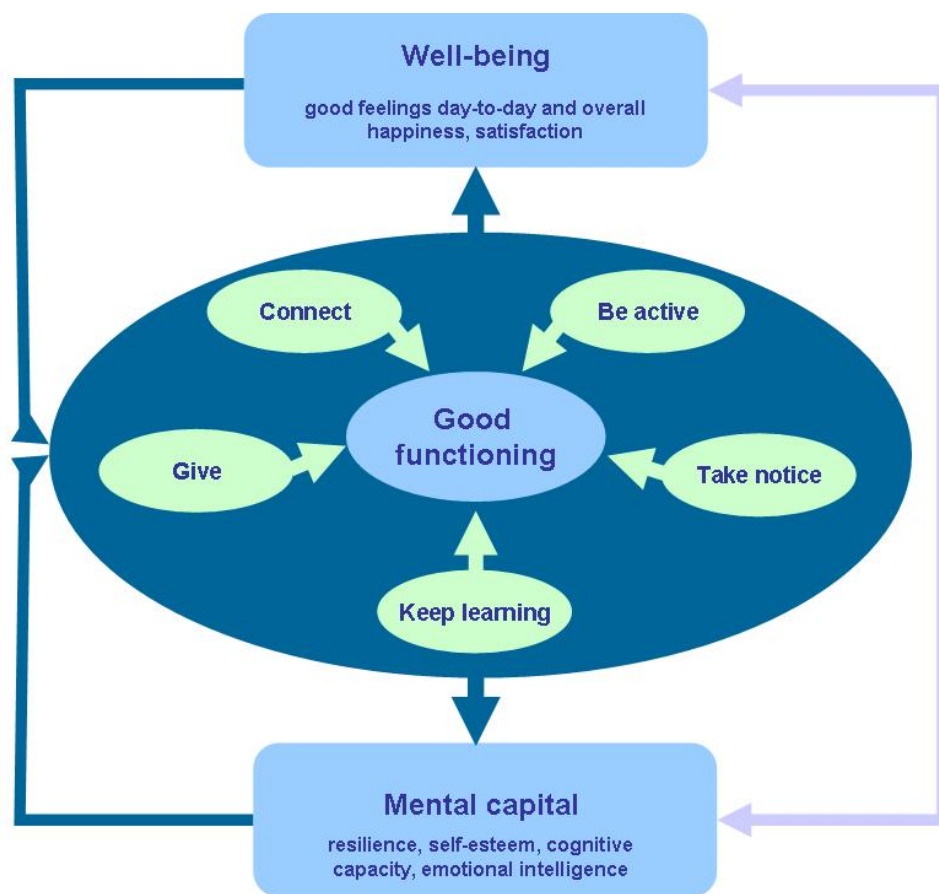 Well-being
good feelings day-to-day and overall
happiness, satisfaction
Connect
Be active
Good
functioning
Give
Take notice
Keep learning
Mental capital
resilience, self-esteem, cognitive
capacity, emotional intelligence